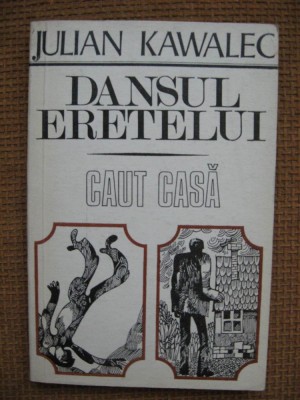 JULIAN KAWALEC
DANSUL
ERETELUI
CAUT CASĂ